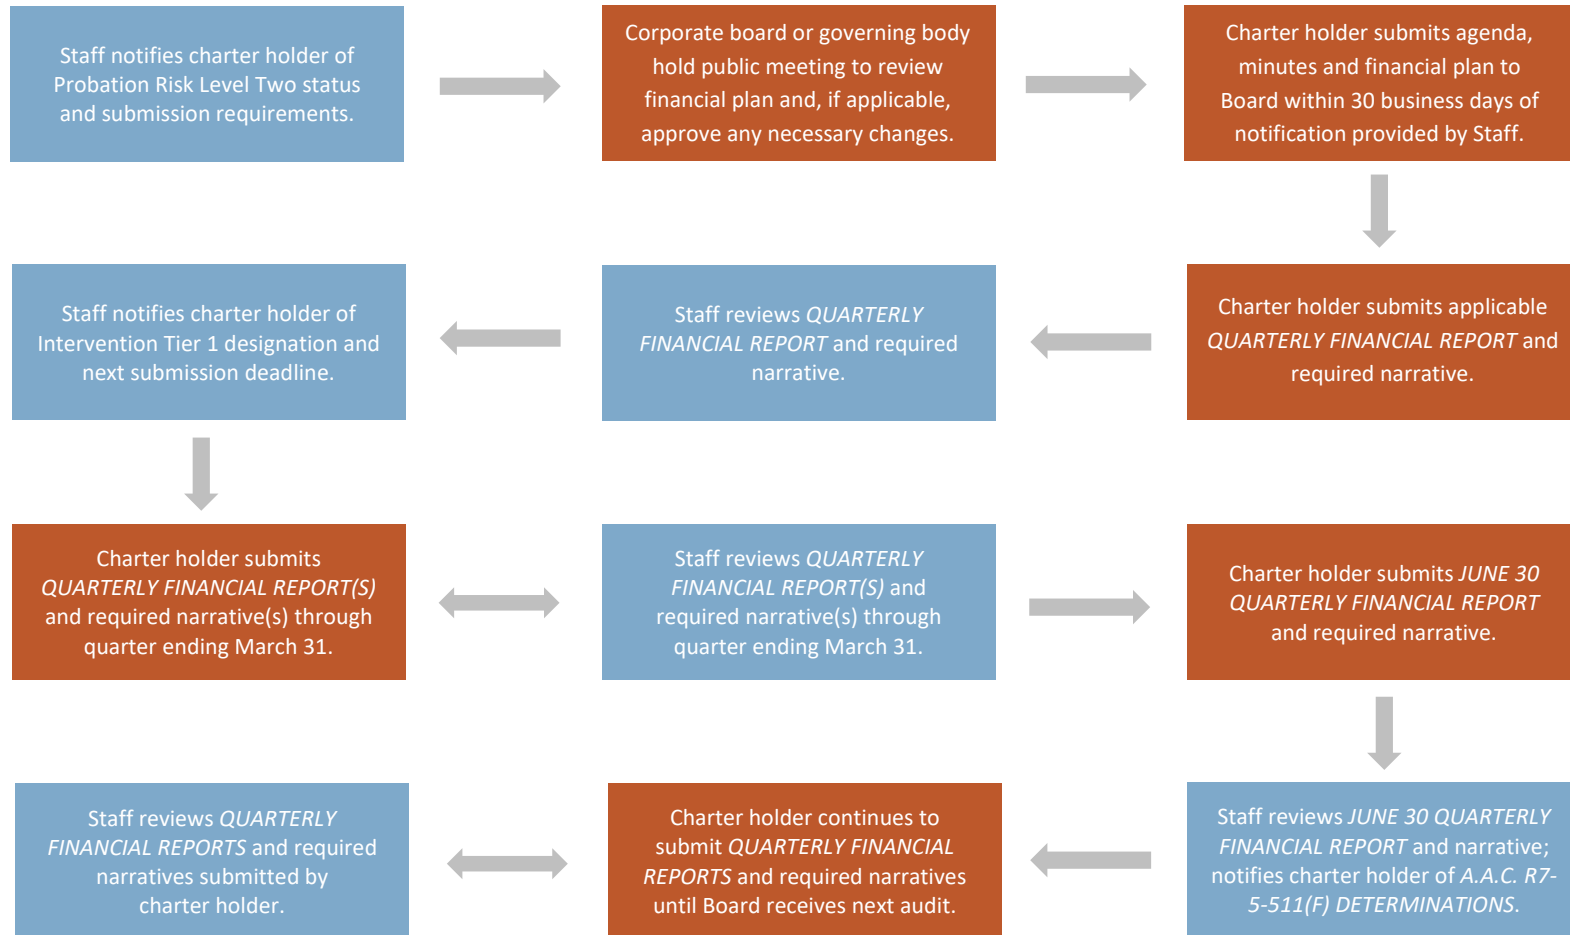 Staff notifies charter holder of
Probation Risk Level Two status
and submission requirements.
Corporate board or governing body
hold public meeting to review
financial plan and, if applicable,
approve any necessary changes.
Charter holder submits agenda,
minutes and financial plan to
Board within 30 business days of
notification provided by Staff.
Charter holder submits applicable
QUARTERLY FINANCIAL REPORT and
required narrative.
Staff reviews QUARTERLY
FINANCIAL REPORT and required
narrative.
Staff notifies charter holder of
Intervention Tier 1 designation and
next submission deadline.
Charter holder submits
QUARTERLY FINANCIAL REPORT(S)
and required narrative(s) through
quarter ending March 31.
Staff reviews QUARTERLY
FINANCIAL REPORT(S) and
required narrative(s) through
quarter ending March 31.
Charter holder submits JUNE 30
QUARTERLY FINANCIAL REPORT
and required narrative.
Staff reviews JUNE 30 QUARTERLY
FINANCIAL REPORT and narrative;
notifies charter holder of A.A.C. R7-
5-511(F) DETERMINATIONS.
Charter holder continues to
submit QUARTERLY FINANCIAL
REPORTS and required narratives
until Board receives next audit.
Staff reviews QUARTERLY
FINANCIAL REPORTS and required
narratives submitted by
charter holder.